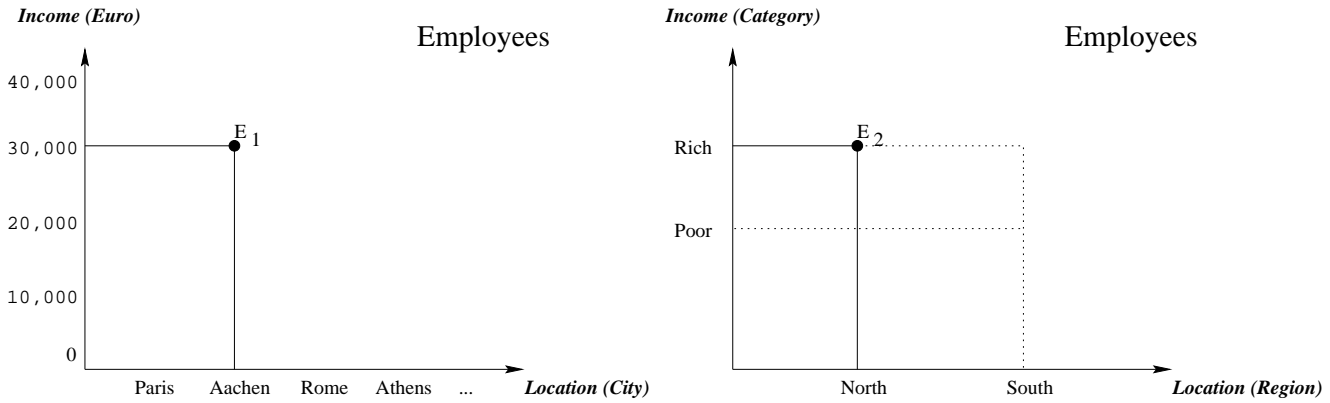 Income (Euro)
Employees
40,000
E 1
30,000
20,000
10,000
0
Paris Aachen Rome Athens ... Location (City)
Income (Category)
Employees
E 2
Rich
Poor
North South Location (Region)